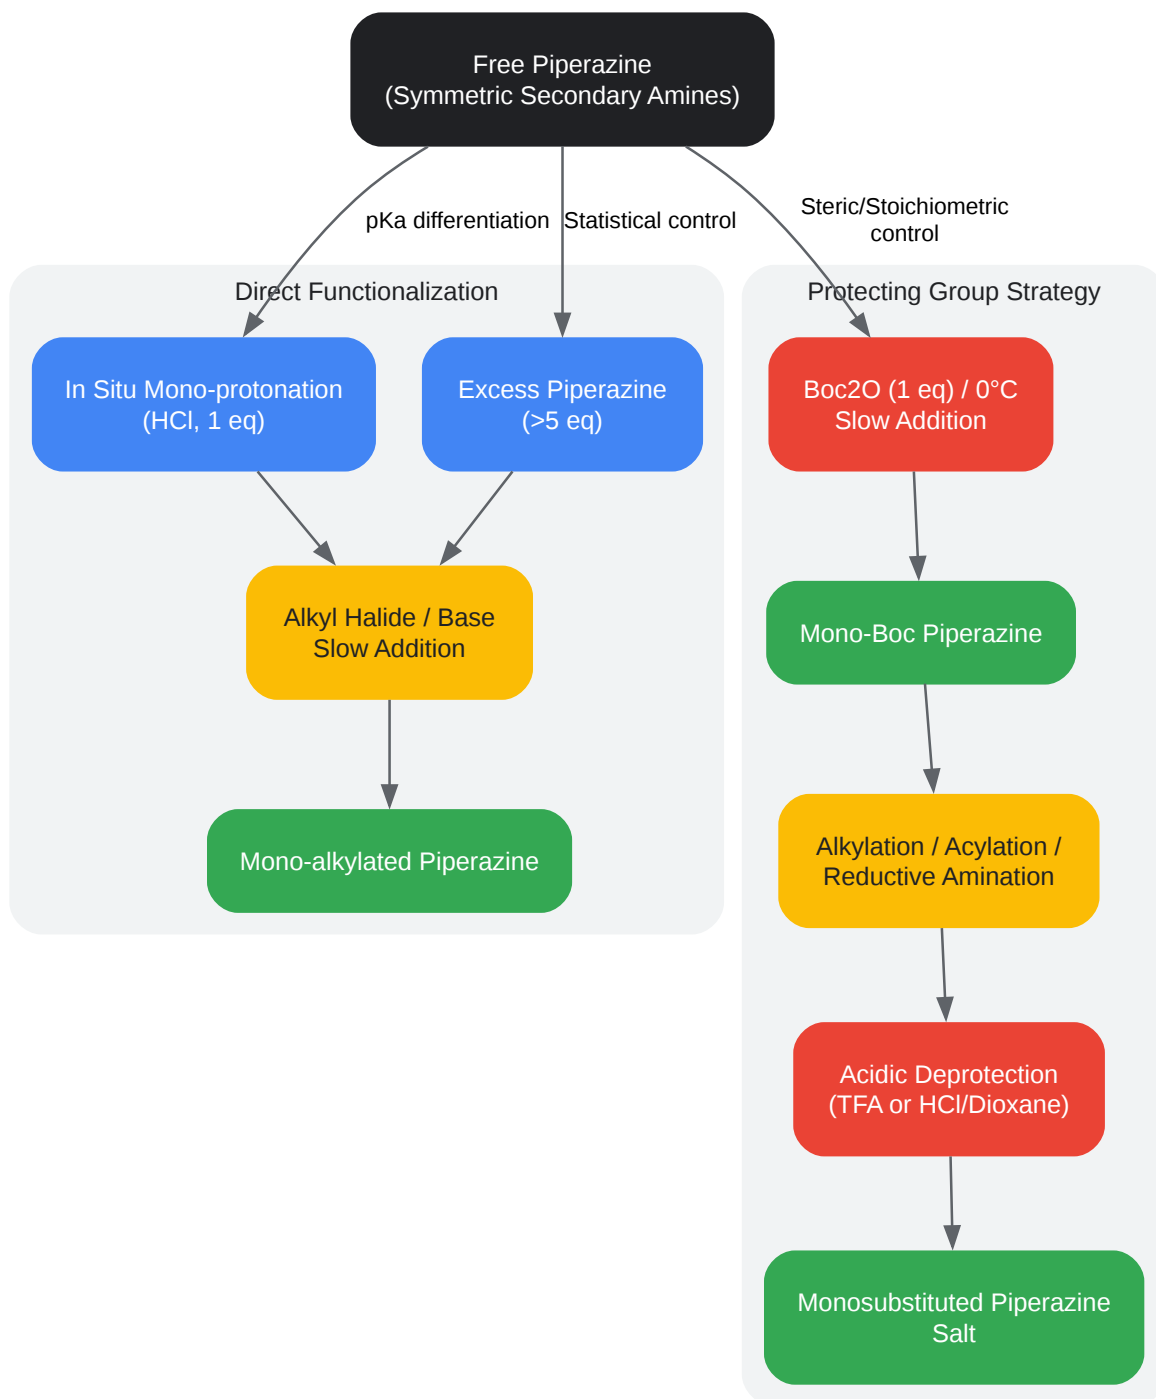 Free Piperazine
(Symmetric Secondary Amines)
pKa differentiation
Statistical control
Steric/Stoichiometric
control
Direct Functionalization
In Situ Mono-protonation
(HCl, 1 eq)
Excess Piperazine
(>5 eq)
Alkyl Halide / Base
Slow Addition
Mono-alkylated Piperazine
Protecting Group Strategy
Boc2O (1 eq) / 0°C
Slow Addition
Mono-Boc Piperazine
Alkylation / Acylation /
Reductive Amination
Acidic Deprotection
(TFA or HCl/Dioxane)
Monosubstituted Piperazine
Salt